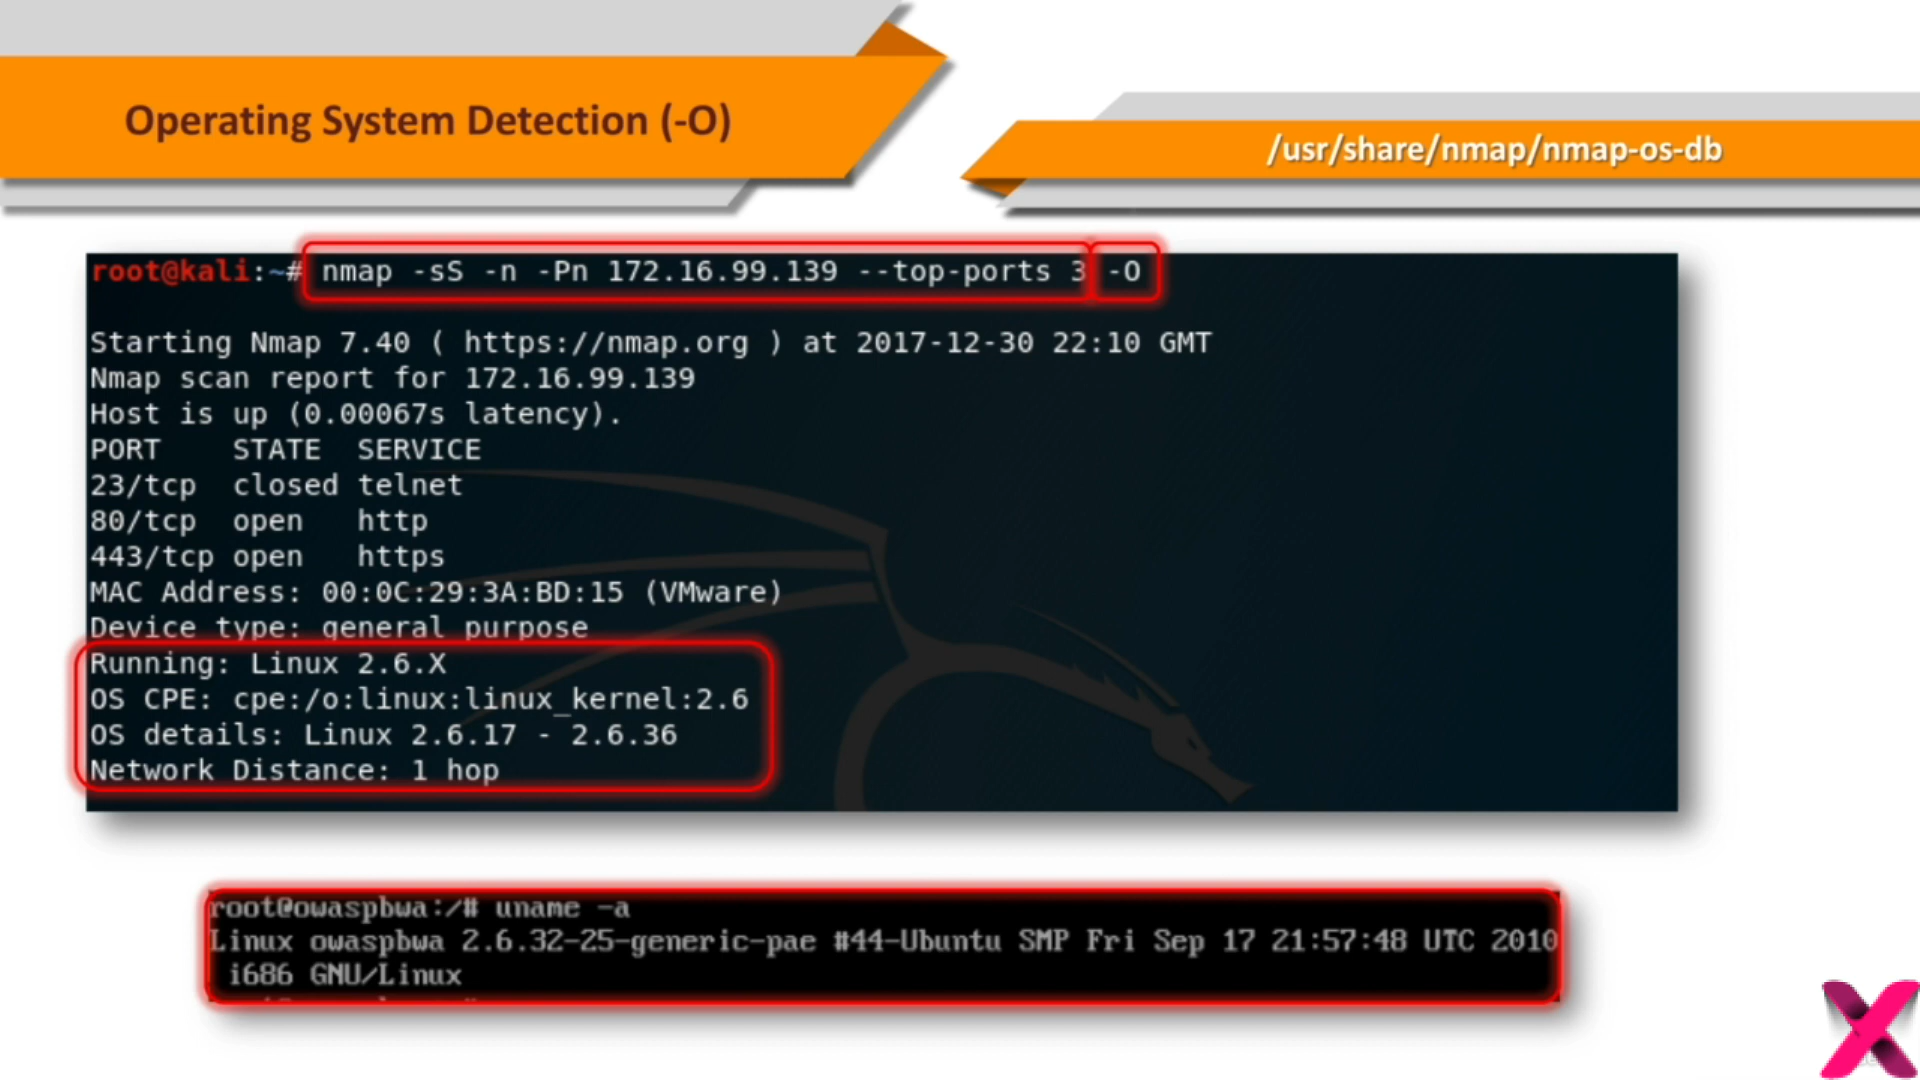 Operating System Detection (-O)
/usr/share/nmap/nmap-os-db
root@kali:~# nmap -sS -n -Pn 172.16.99.139 --top-ports 3 -O
Starting Nmap 7.40 ( https://nmap.org ) at 2017-12-30 22:10 GMT
Nmap scan report for 172.16.99.139
Host is up (0.00067s latency).
PORT    STATE  SERVICE
23/tcp  closed telnet
80/tcp  open   http
443/tcp open   https
MAC Address: 00:0C:29:3A:BD:15 (VMware)
Device type: general purpose
Running: Linux 2.6.X
OS CPE: cpe:/o:linux:linux_kernel:2.6
OS details: Linux 2.6.17 - 2.6.36
Network Distance: 1 hop
root@owaspbwa:/# uname -a
Linux owaspbwa 2.6.32-25-generic-pae #44-Ubuntu SMP Fri Sep 17 21:57:48 UTC 2010
i686 GNU/Linux